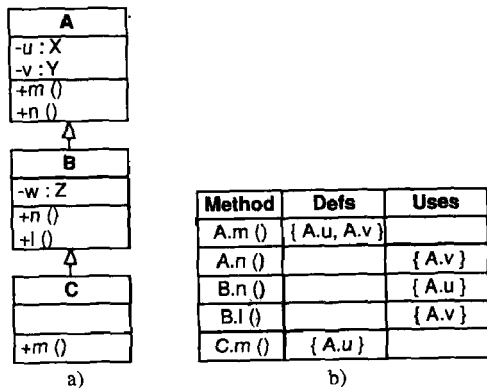 A
-u : X
-v : Y
+m ()
+n ()
B
-w : Z
+n ()
+l ()
C
+m ()
a)
Method Defs Uses
A.m () { A.u, A.v }
A.n () { A.v }
B.n () { A.u }
B.l () { A.v }
C.m () { A.u }
b)